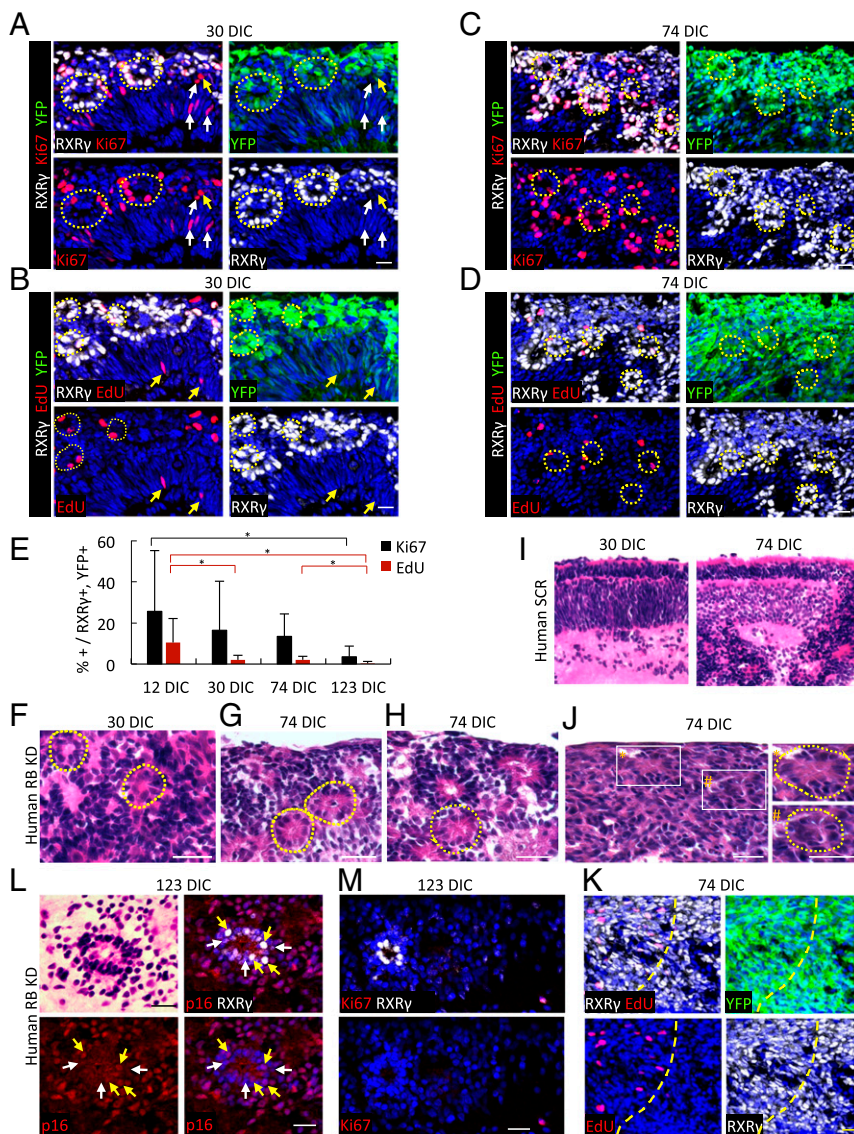 A
30 DIC
RXRγ Ki67 YFP
RXRγ Ki67
YFP
Ki67
RXRγ
C
74 DIC
RXRγ Ki67 YFP
RXRγ Ki67
YFP
Ki67
RXRγ
B
30 DIC
RXRγ EdU YFP
RXRγ EdU
YFP
EdU
RXRγ
D
74 DIC
RXRγ EdU YFP
RXRγ EdU
YFP
EdU
RXRγ
E
% + / RXRγ+, YFP+
60
40
20
0
* * * *
Ki67
EdU
12 DIC 30 DIC 74 DIC 123 DIC
I
30 DIC 74 DIC
Human SCR
F
30 DIC
Human RB KD
G
74 DIC
H
74 DIC
J
74 DIC
* #
*
#
L
123 DIC
Human RB KD
p16 RXRγ
p16
p16
M
123 DIC
Ki67 RXRγ
Ki67
K
74 DIC
RXRγ EdU
YFP
EdU
RXRγ